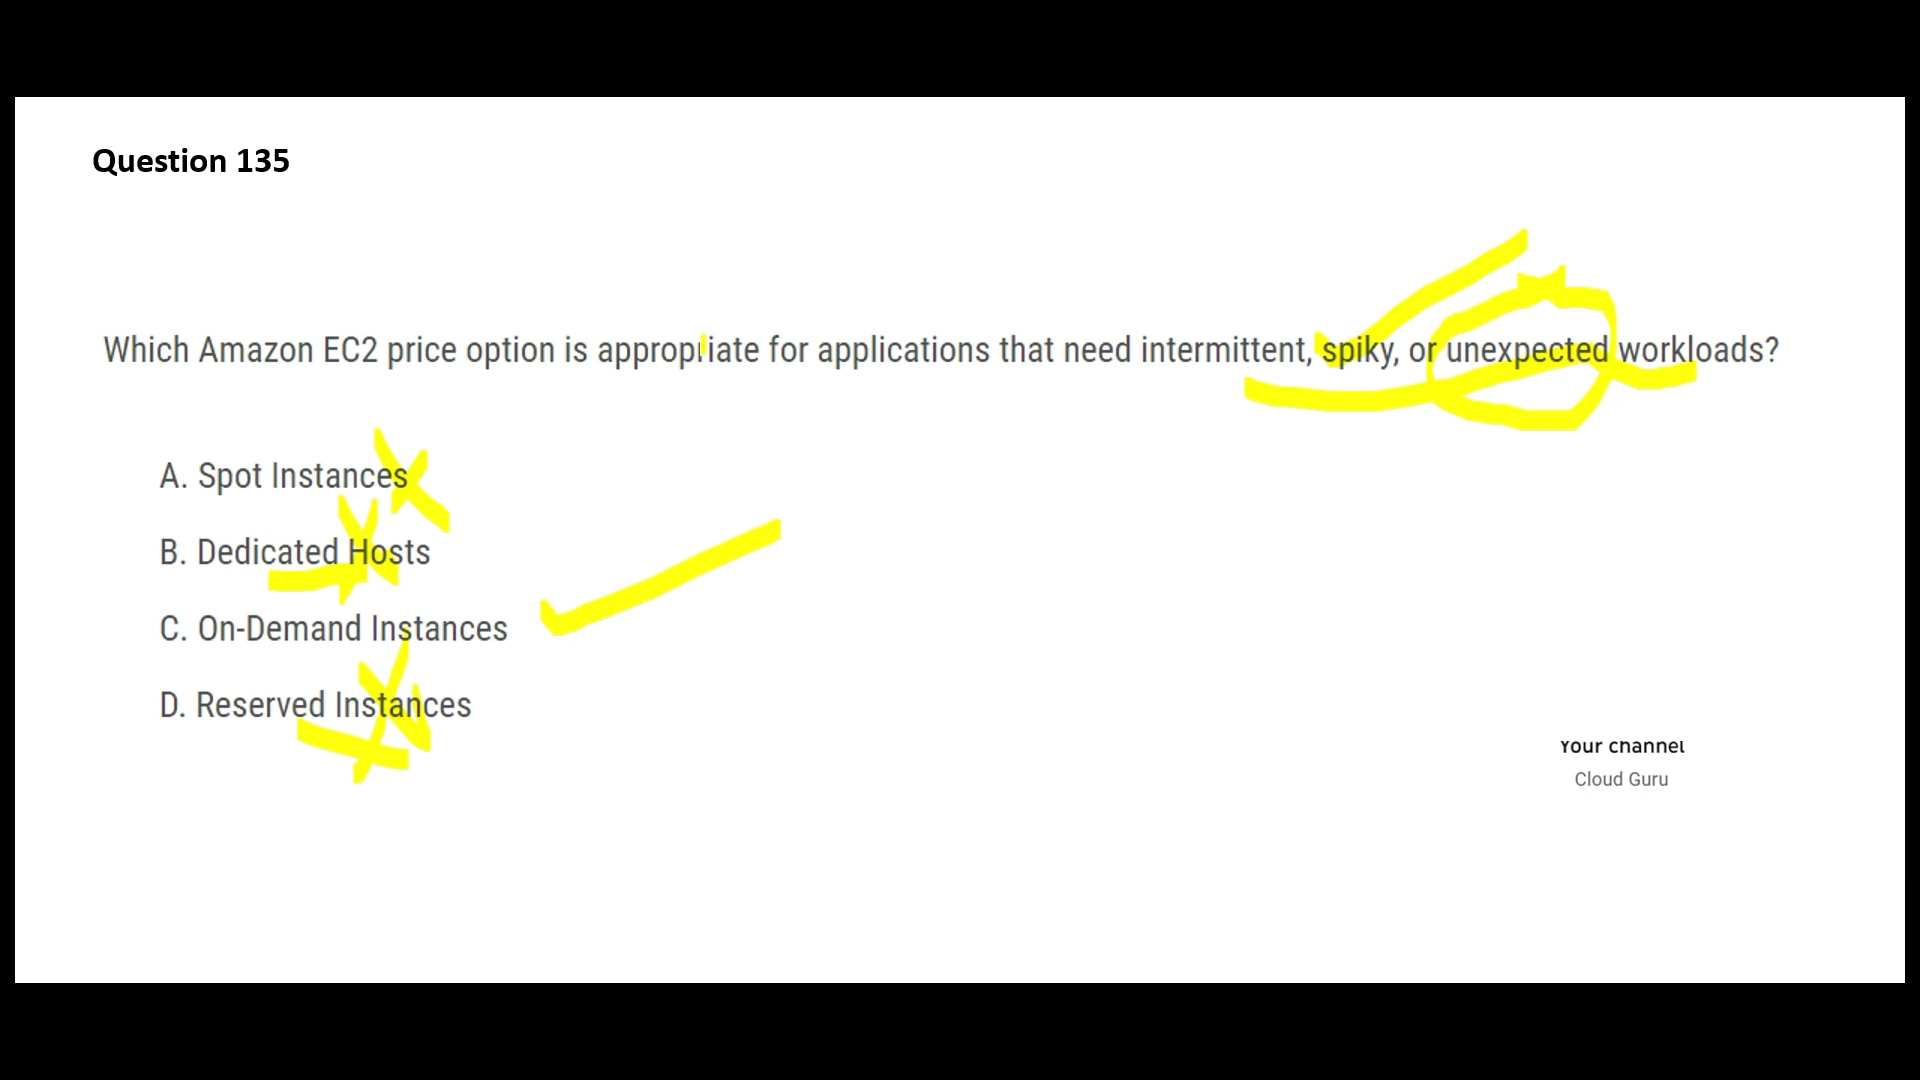 Question 135
Which Amazon EC2 price option is appropriate for applications that need intermittent, spiky, or unexpected workloads?
A. Spot Instances
B. Dedicated Hosts
C. On-Demand Instances
D. Reserved Instances
Your channel
Cloud Guru